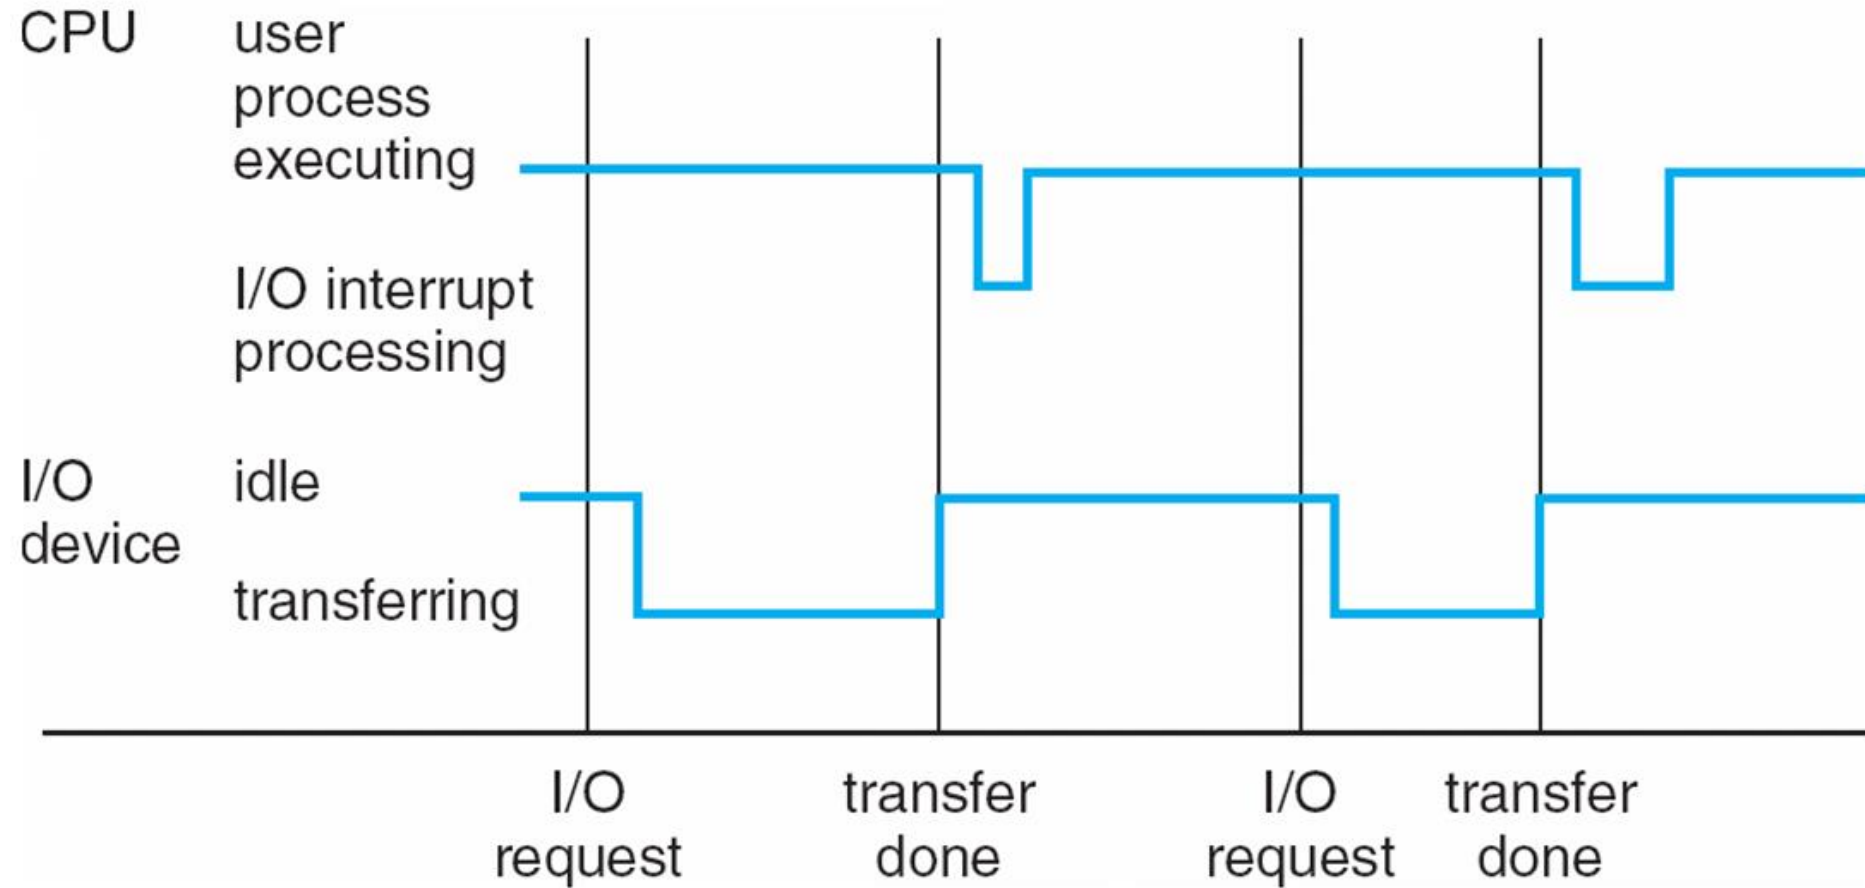 CPU
user
process
executing
I/O interrupt
processing
I/O
device
idle
transferring
I/O
request
transfer
done
I/O
request
transfer
done